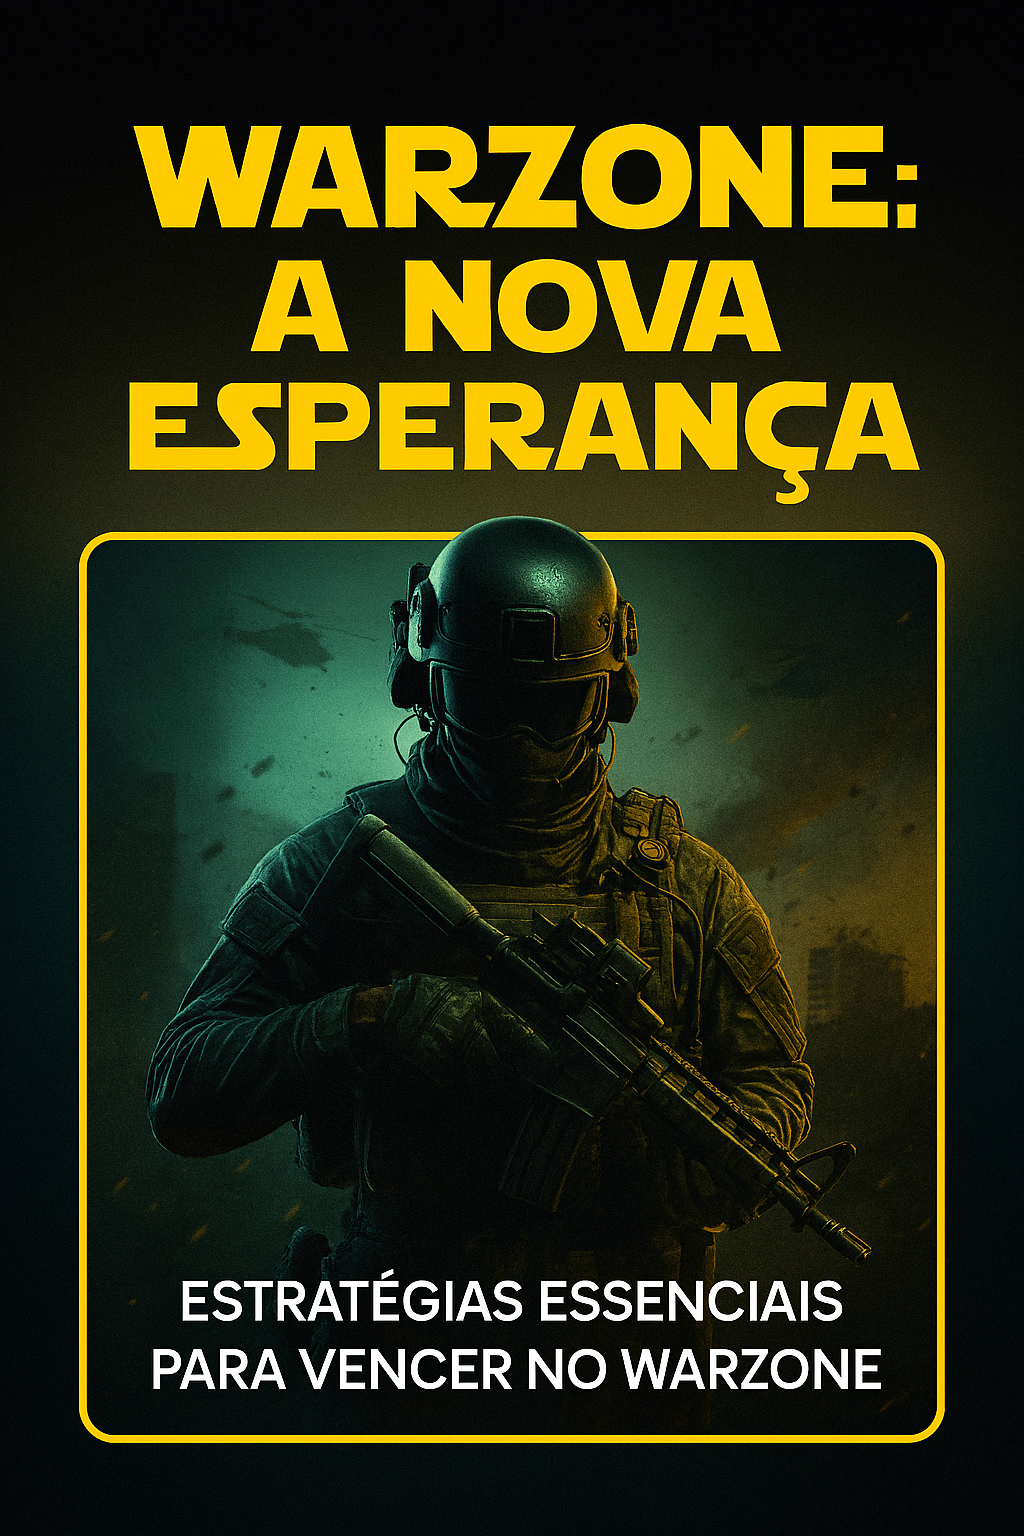 WARZONE:
A NOVA
ESPERANÇA
ESTRATÉGIAS ESSENCIAIS
PARA VENCER NO WARZONE